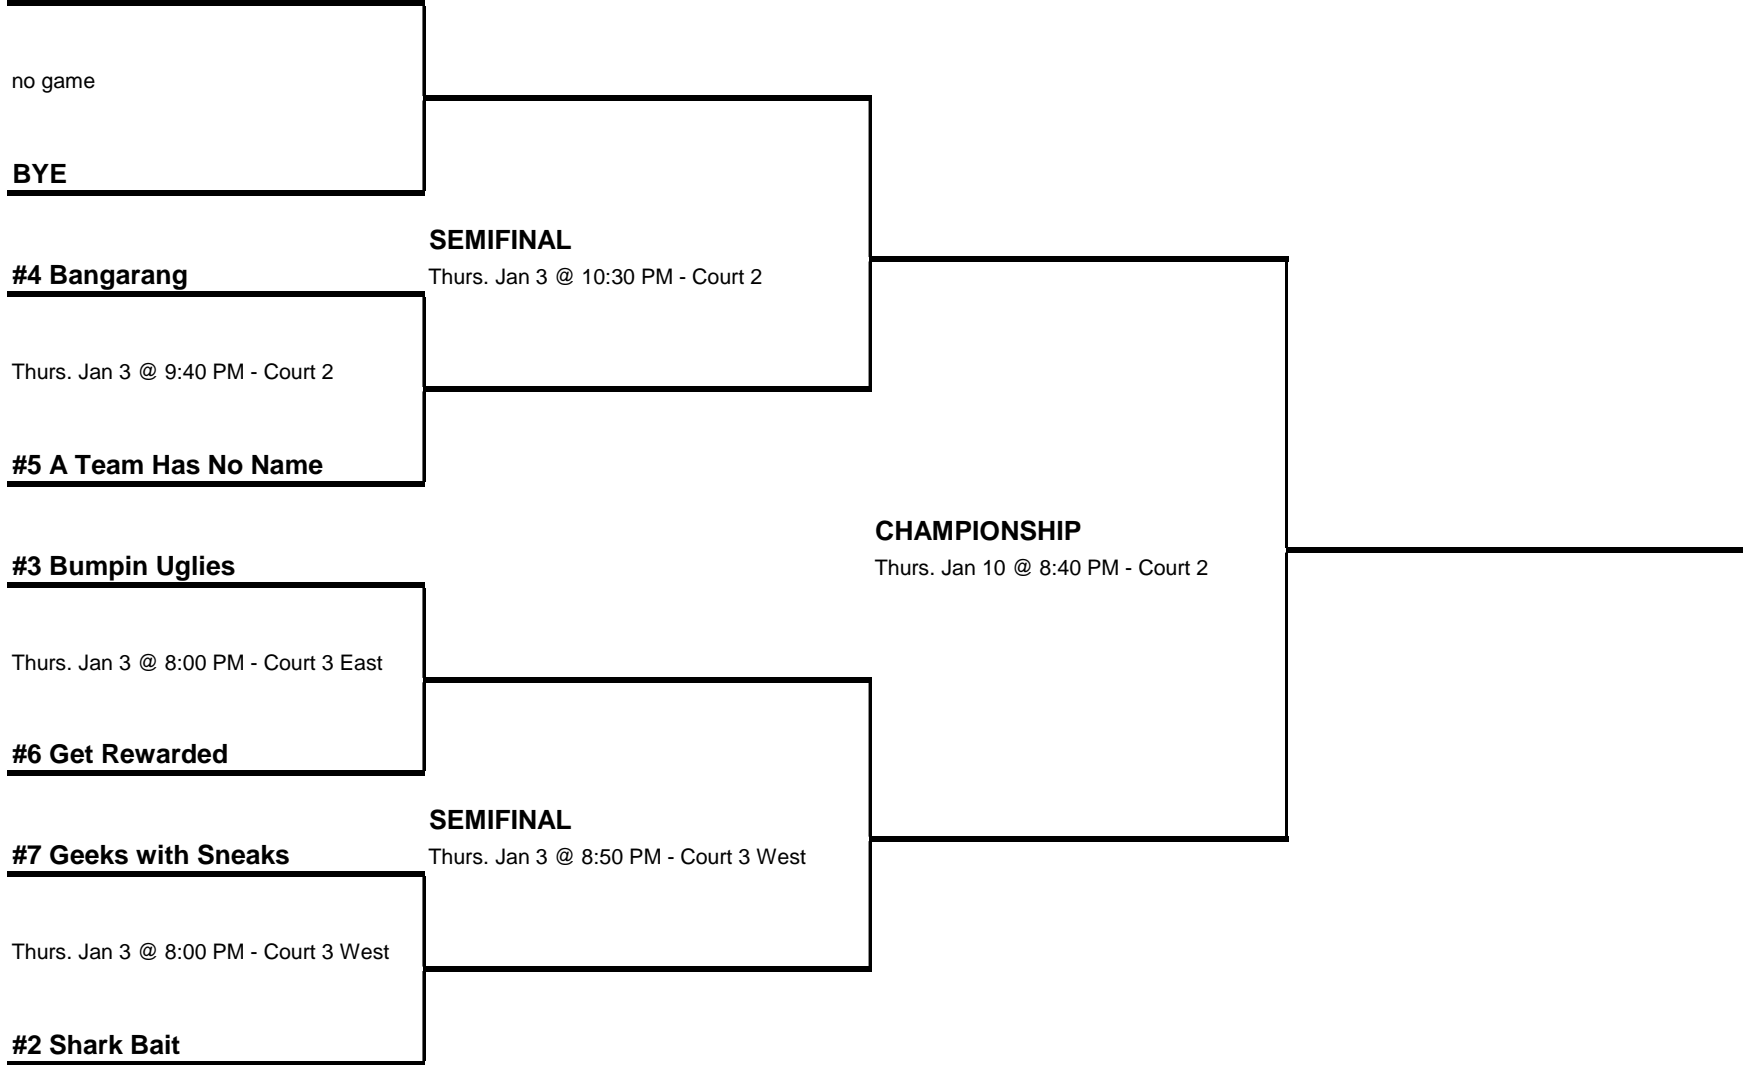 no game
BYE
SEMIFINAL
#4 Bangarang
Thurs. Jan 3 @ 10:30 PM - Court 2
Thurs. Jan 3 @ 9:40 PM - Court 2
#5 A Team Has No Name
CHAMPIONSHIP
#3 Bumpin Uglies
Thurs. Jan 10 @ 8:40 PM - Court 2
Thurs. Jan 3 @ 8:00 PM - Court 3 East
#6 Get Rewarded
SEMIFINAL
#7 Geeks with Sneaks
Thurs. Jan 3 @ 8:50 PM - Court 3 West
Thurs. Jan 3 @ 8:00 PM - Court 3 West
#2 Shark Bait